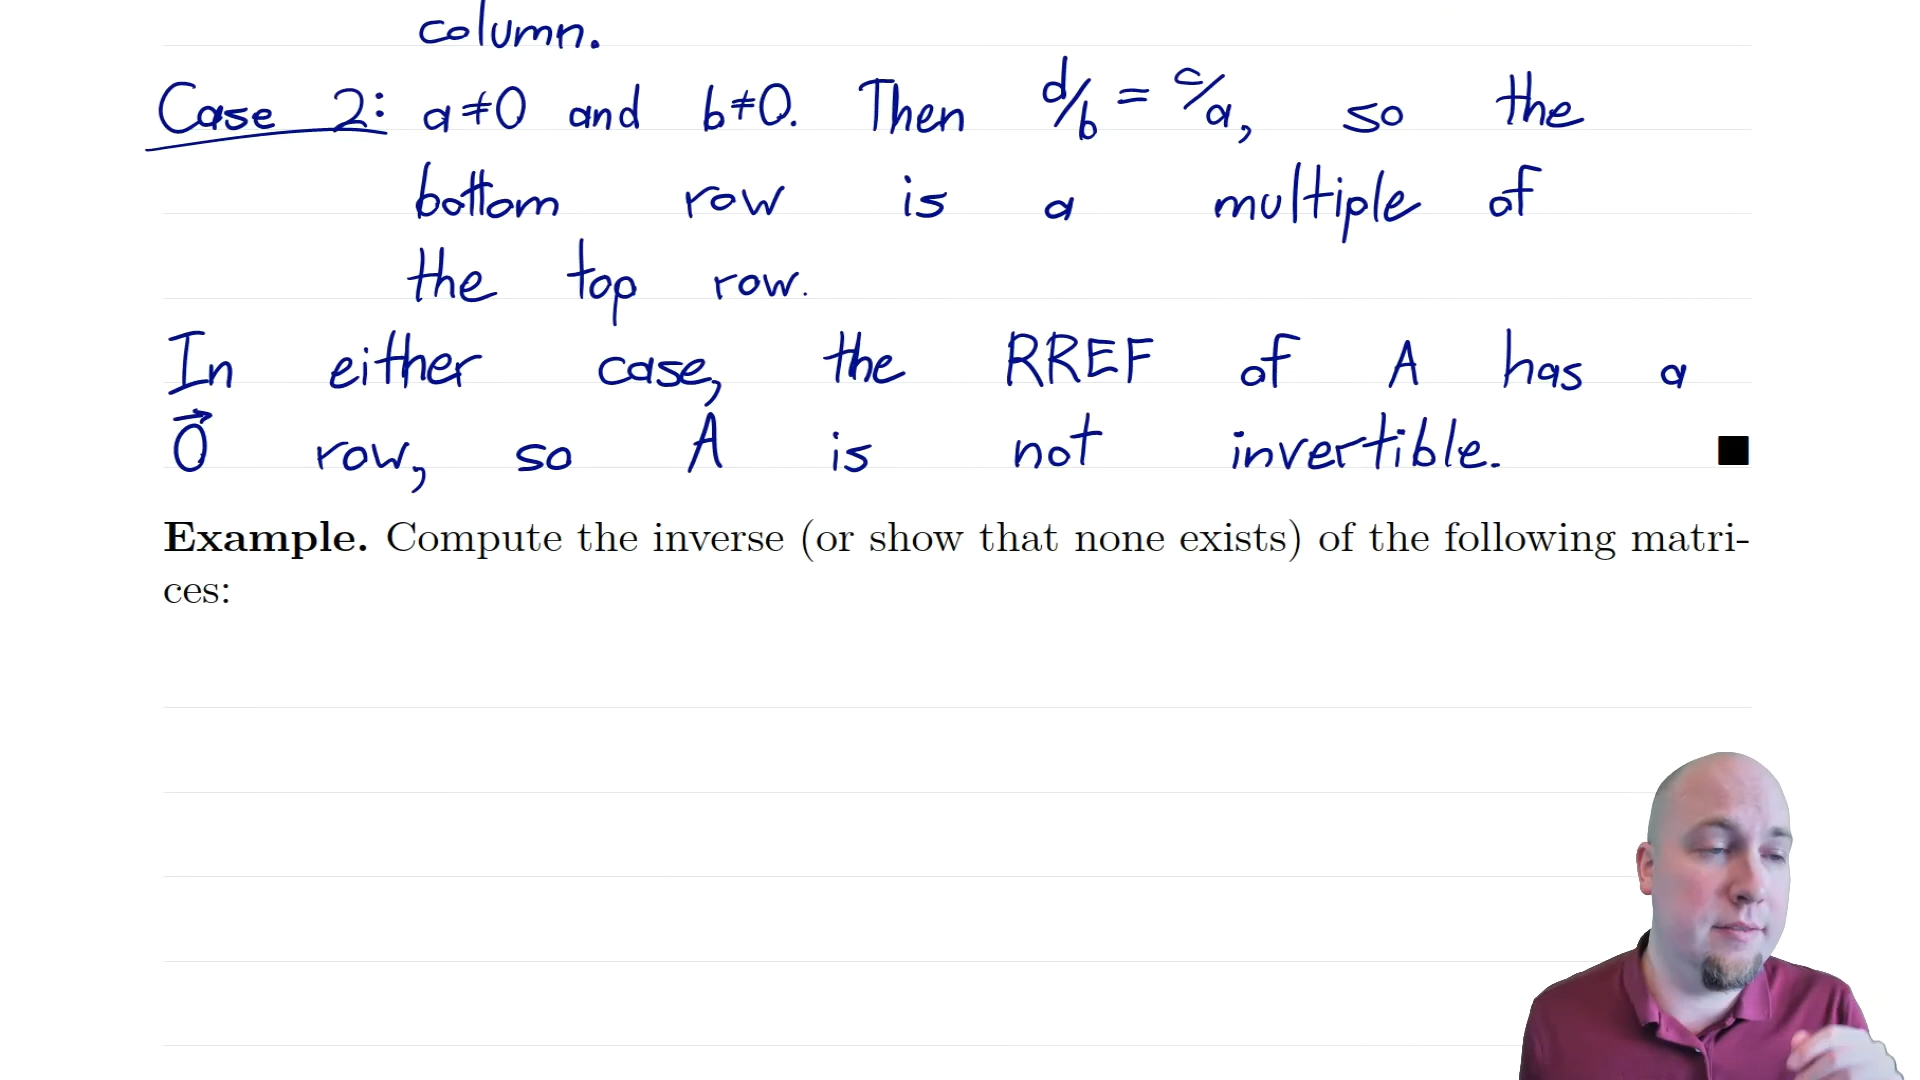 column.
Case 2: a≠0 and b≠0. Then d/b = c/a, so the
bottom row is a multiple of
the top row.
In either case, the RREF of A has a
0⃗ row, so A is not invertible. ■
Example. Compute the inverse (or show that none exists) of the following matri-
ces: